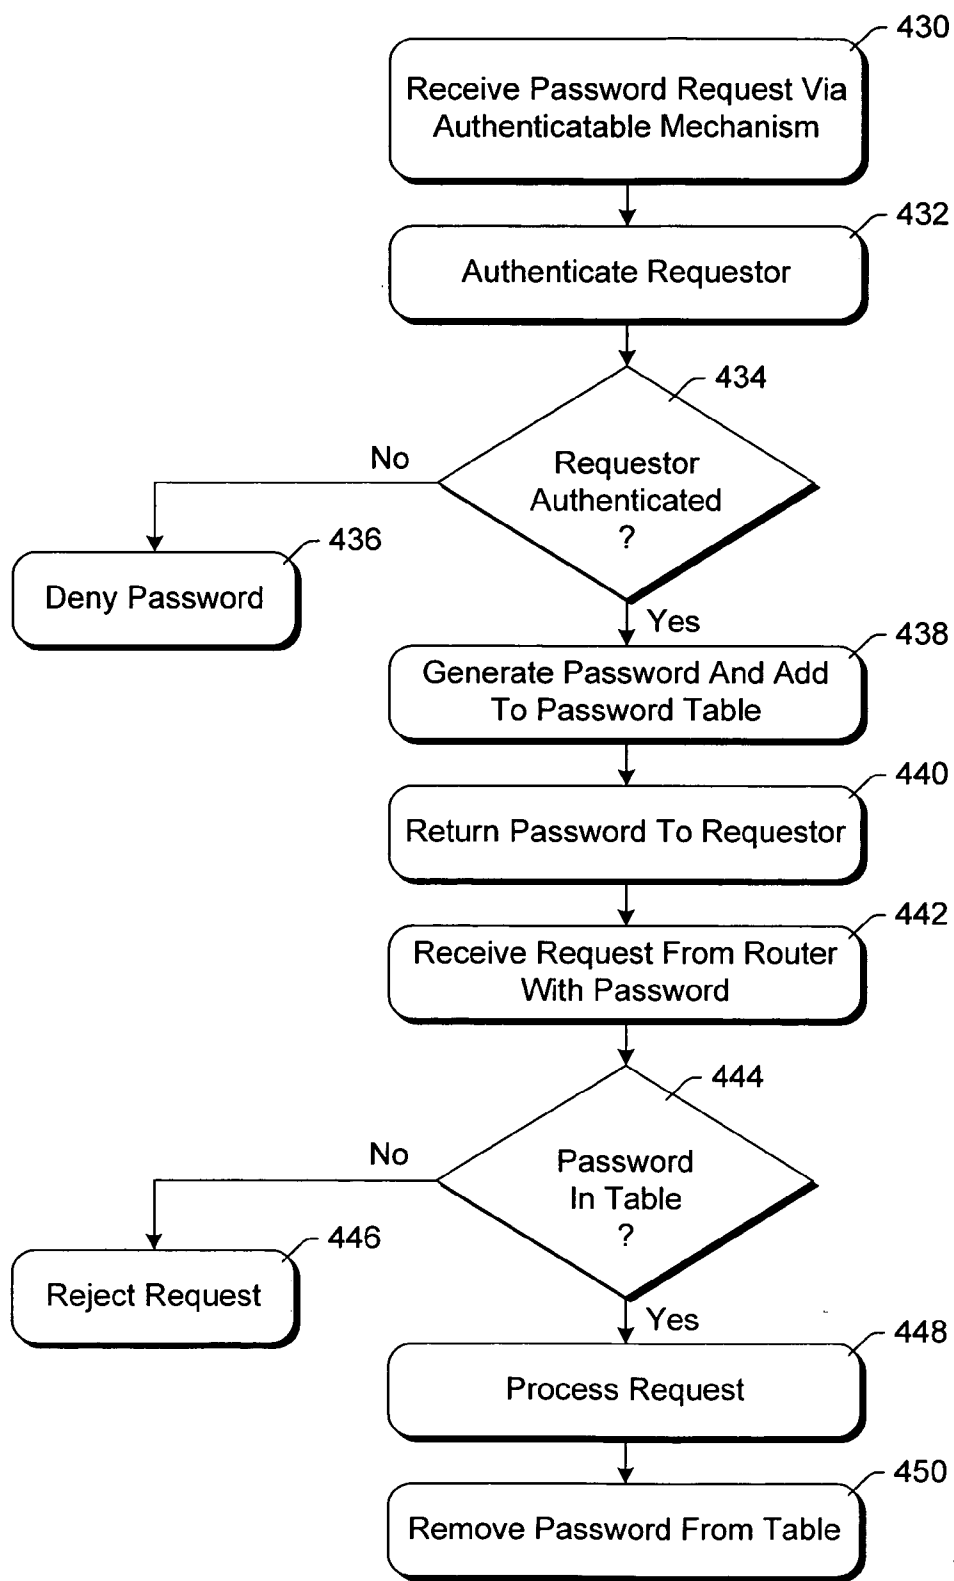 430
Receive Password Request Via
Authenticatable Mechanism
432
Authenticate Requestor
434
No
Requestor
Authenticated
?
436
Deny Password
Yes
438
Generate Password And Add
To Password Table
440
Return Password To Requestor
442
Receive Request From Router
With Password
444
No
Password
In Table
?
446
Reject Request
Yes
448
Process Request
450
Remove Password From Table